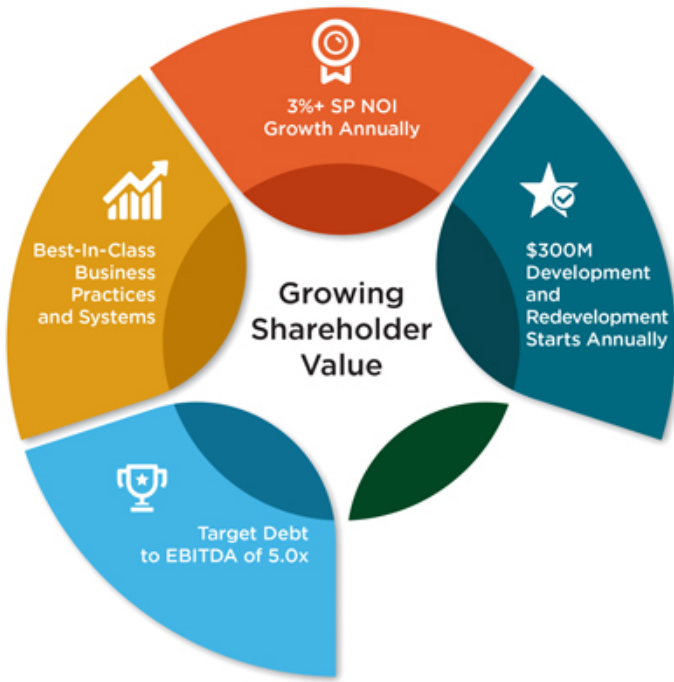 3%+ SP NOI
Growth Annually
Best-In-Class
Business
Practices
and Systems
$300M
Development
and
Redevelopment
Starts Annually
Growing
Shareholder
Value
Target Debt
to EBITDA of 5.0x